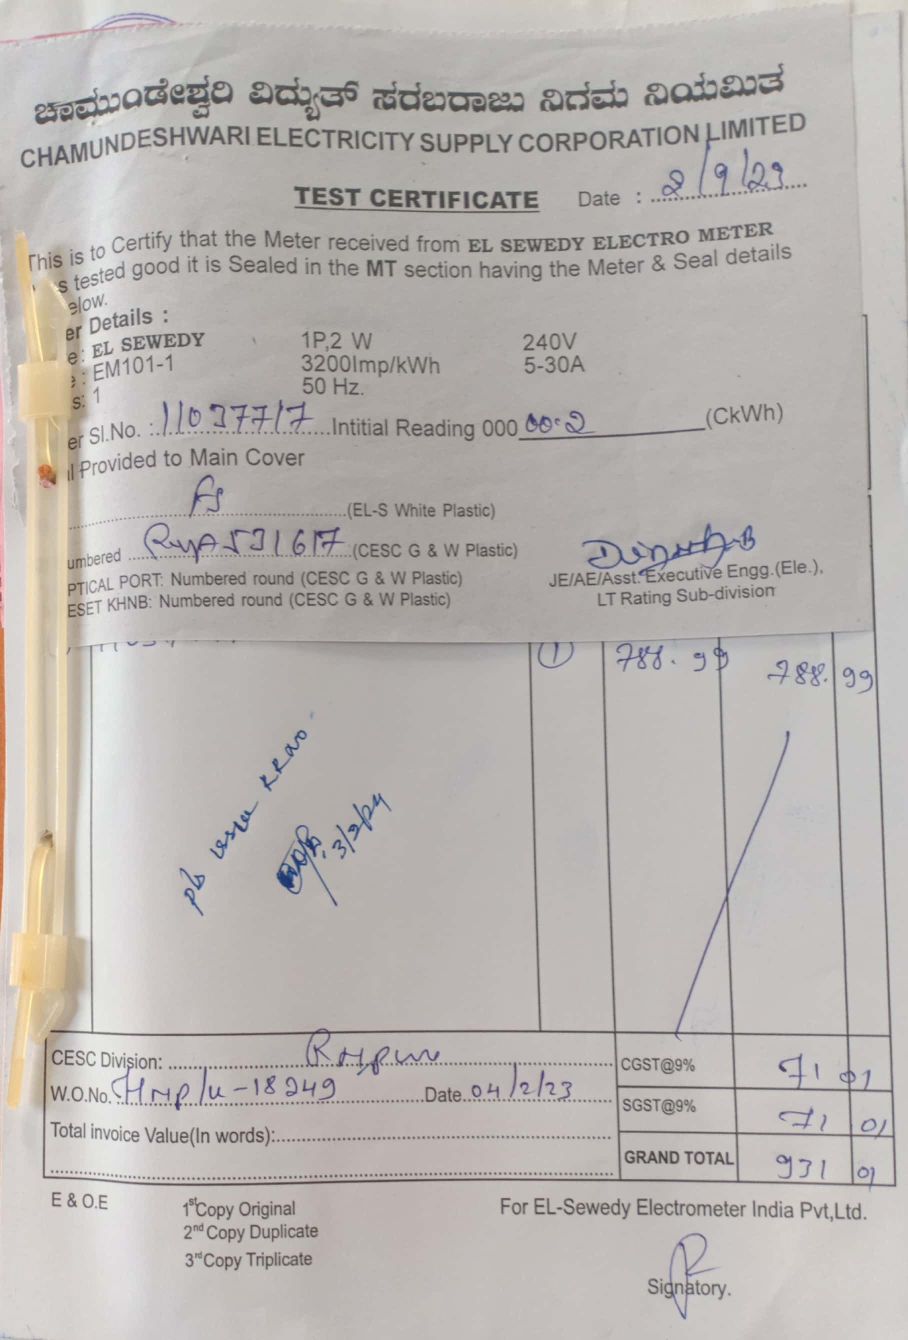 ಚಾಮುಂಡೇಶ್ವರಿ ವಿದ್ಯುತ್ ಸರಬರಾಜು ನಿಗಮ ನಿಯಮಿತ
CHAMUNDESHWARI ELECTRICITY SUPPLY CORPORATION LIMITED
TEST CERTIFICATE Date : 2/9/23
This is to Certify that the Meter received from EL SEWEDY ELECTRO METER
s tested good it is Sealed in the MT section having the Meter & Seal details
elow.
er Details :
e: EL SEWEDY 1P,2 W 240V
e : EM101-1 3200Imp/kWh 5-30A
s: 1 50 Hz.
er Sl.No. : 11037717 Intitial Reading 000 00.2 (CkWh)
l Provided to Main Cover
(EL-S White Plastic)
umbered 531617 (CESC G & W Plastic)
PTICAL PORT: Numbered round (CESC G & W Plastic)
ESET KHNB: Numbered round (CESC G & W Plastic)
JE/AE/Asst. Executive Engg.(Ele.),
LT Rating Sub-division
1 788.99 788. 99
3/2/24
CESC Division: CGST@9% 71 01
W.O.No. 18249 Date 04/2/23
SGST@9% 71 01
Total invoice Value(In words):
GRAND TOTAL 931 01
E & O.E 1st Copy Original For EL-Sewedy Electrometer India Pvt,Ltd.
2nd Copy Duplicate
3rd Copy Triplicate
Signatory.